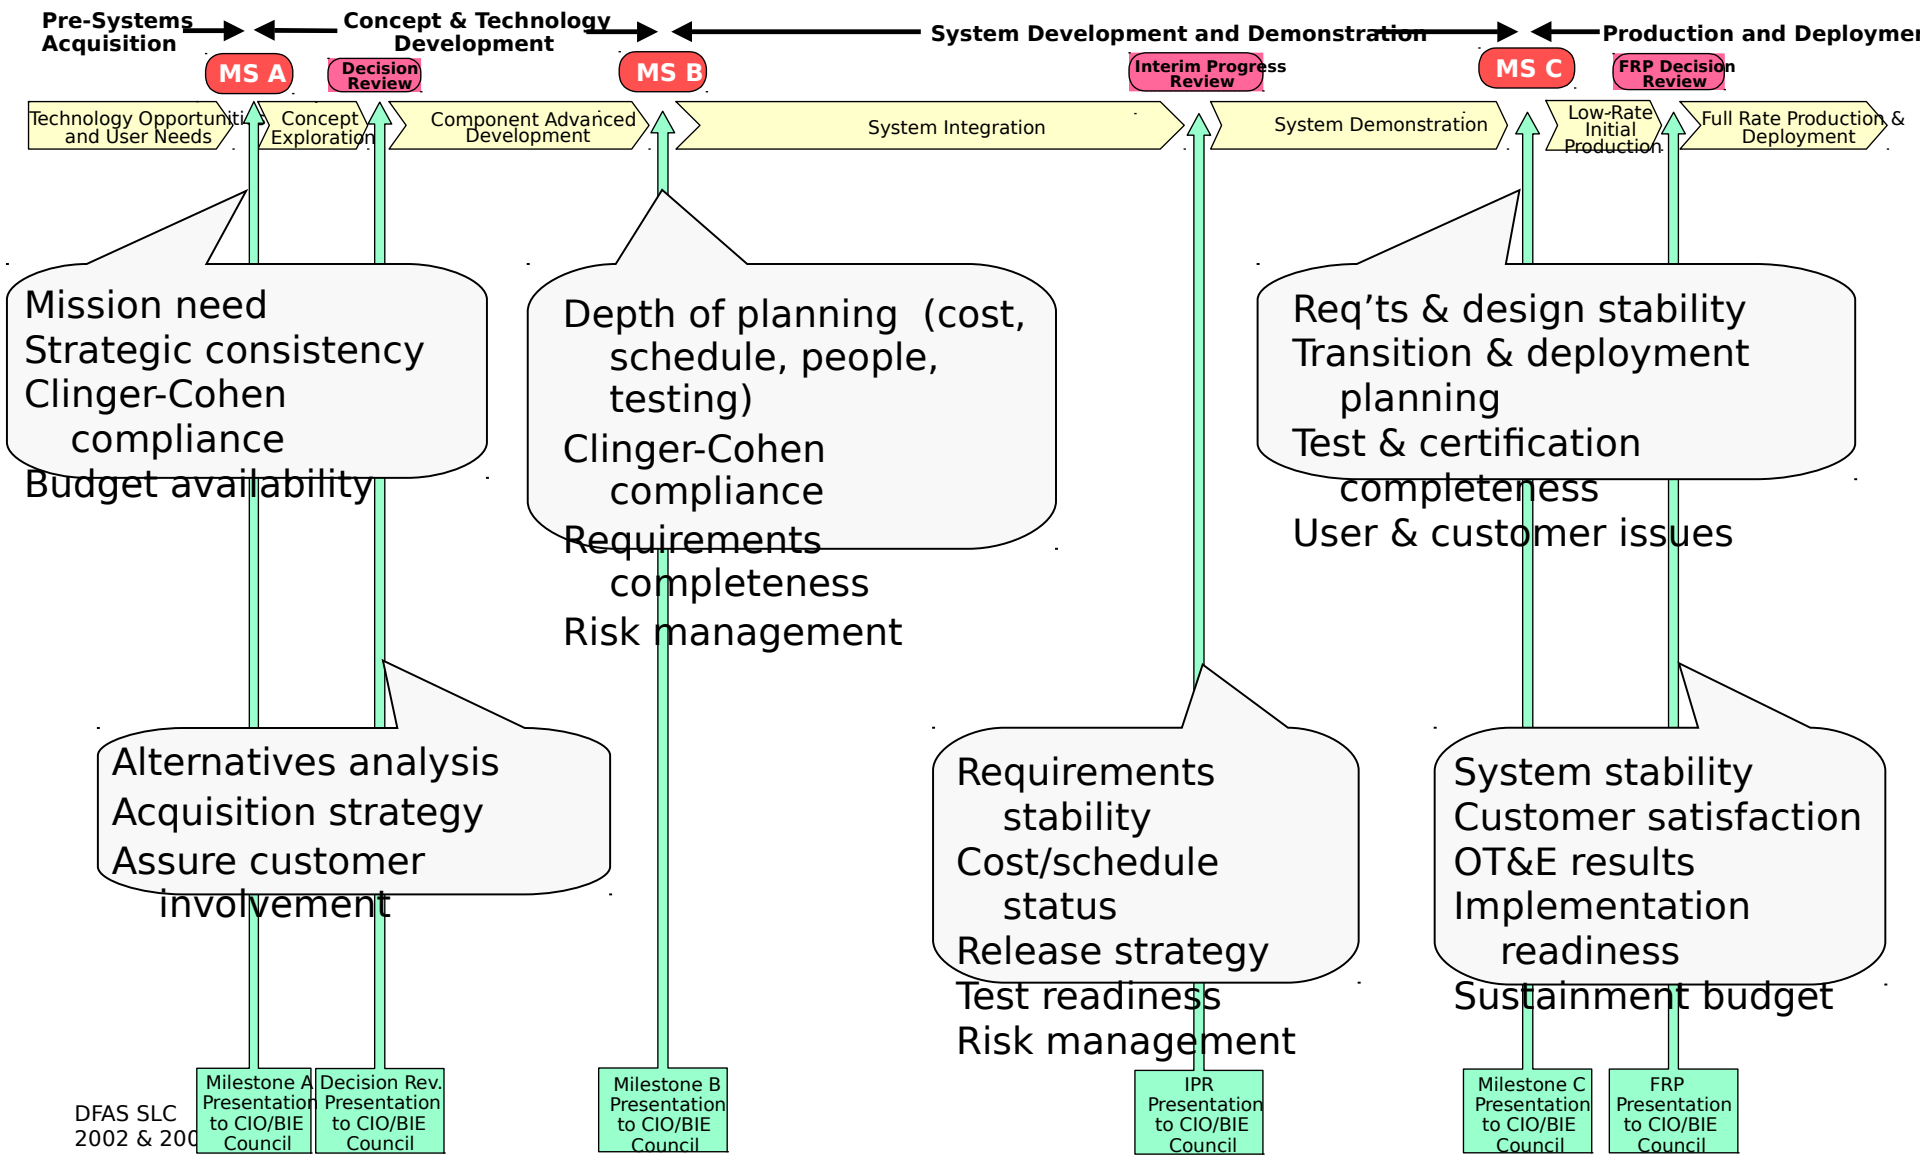 Pre-Systems
Acquisition
Concept & Technology
Development
System Development and Demonstration
Production and Deployme
MS A
Decision
Review
MS B
Interim Progress
Review
MS C
FRP Decision
Review
Technology Opportuniti
and User Needs
Concept
Exploration
Component Advanced
Development
System Integration
System Demonstration
Low-Rate
Initial
Production
Full Rate Production &
Deployment
Mission need
Strategic consistency
Clinger-Cohen
compliance
Budget availability
Depth of planning (cost,
schedule, people,
testing)
Clinger-Cohen
compliance
Requirements
completeness
Risk management
Req’ts & design stability
Transition & deployment
planning
Test & certification
completeness
User & customer issues
Alternatives analysis
Acquisition strategy
Assure customer
involvement
Requirements
stability
Cost/schedule
status
Release strategy
Test readiness
Risk management
System stability
Customer satisfaction
OT&E results
Implementation
readiness
Sustainment budget
DFAS SLC
2002 & 200
Milestone A
Presentation
to CIO/BIE
Council
Decision Rev.
Presentation
to CIO/BIE
Council
Milestone B
Presentation
to CIO/BIE
Council
IPR
Presentation
to CIO/BIE
Council
Milestone C
Presentation
to CIO/BIE
Council
FRP
Presentation
to CIO/BIE
Council